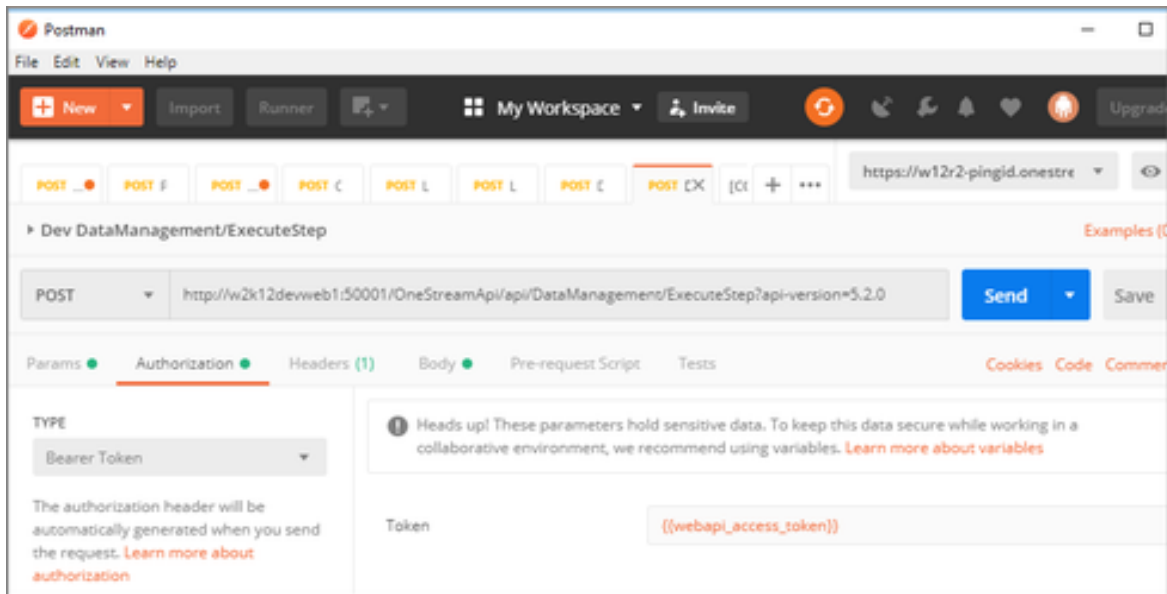 Postman
File Edit View Help
New Import Runner My Workspace Invite Upgrad
POST _ POST F POST _ POST C POST L POST L POST C POST [X [C + ••• https://w12r2-pingid.onestre
Dev DataManagement/ExecuteStep Examples (0
POST http://w2k12devweb1:50001/OneStreamApi/api/DataManagement/ExecuteStep?api-version=5.2.0 Send Save
Params Authorization Headers (1) Body Pre-request Script Tests Cookies Code Commen
TYPE
Bearer Token
The authorization header will be
automatically generated when you send
the request. Learn more about
authorization
Heads up! These parameters hold sensitive data. To keep this data secure while working in a
collaborative environment, we recommend using variables. Learn more about variables
Token {{webapi_access_token}}